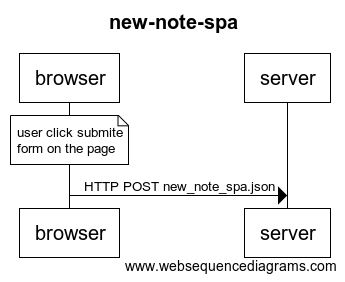 new-note-spa
browser
server
user click submite
form on the page
HTTP POST new_note_spa.json
browser
server
www.websequencediagrams.com